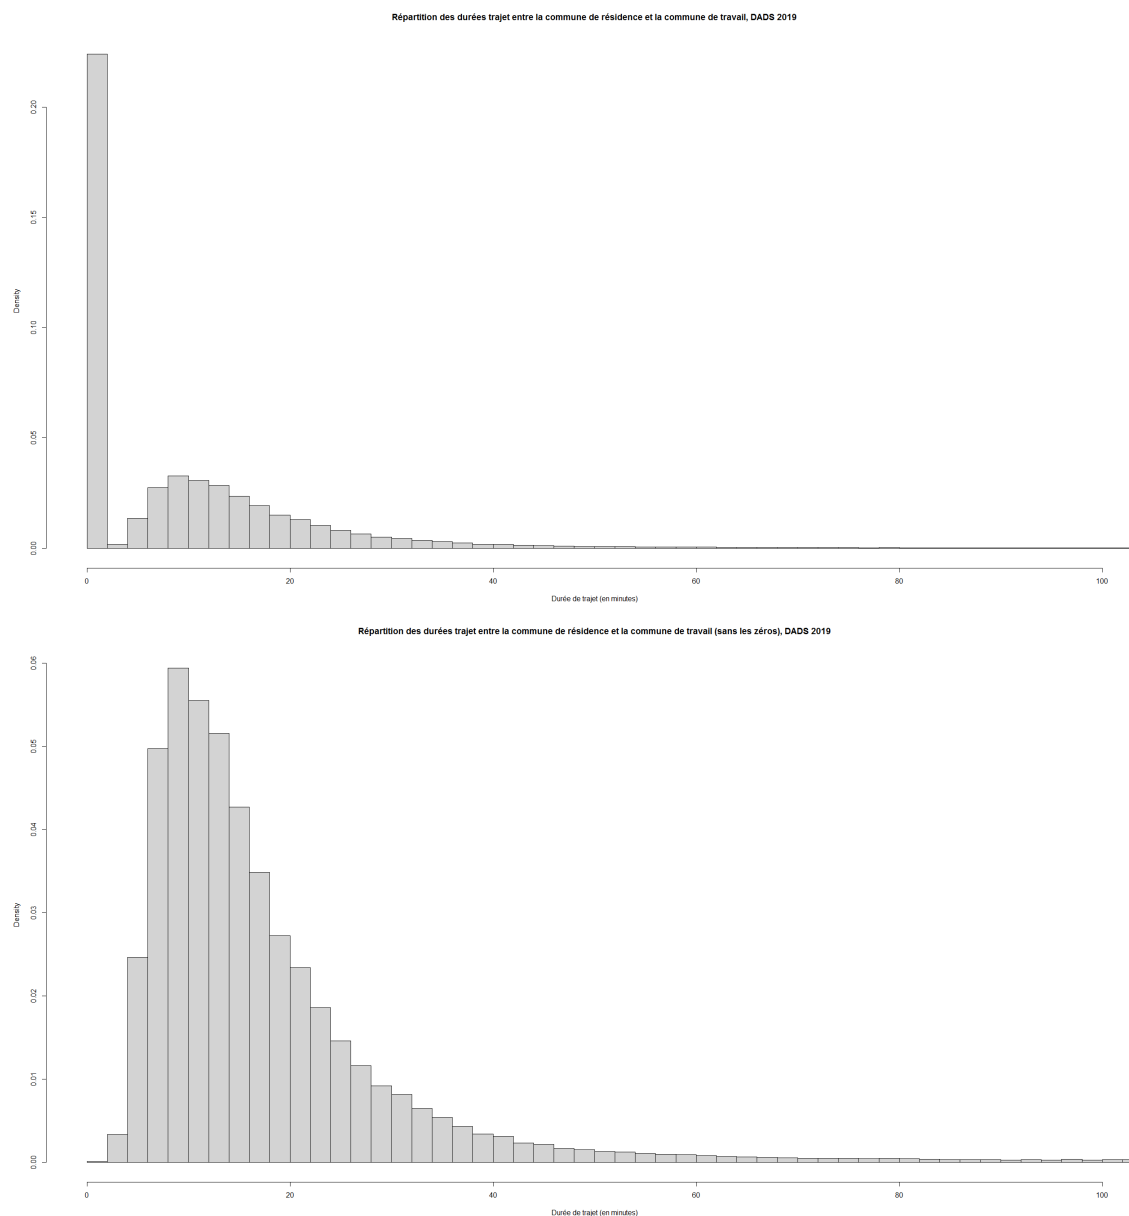 Répartition des durées trajet entre la commune de résidence et la commune de travail, DADS 2019
0.20
0.15
Density
0.10
0.05
0.00
0 20 40 60 80 100
Durée de trajet (en minutes)
Répartition des durées trajet entre la commune de résidence et la commune de travail (sans les zéros), DADS 2019
0.06
0.05
0.04
0.03
Density
0.02
0.01
0.00
0 20 40 60 80 100
Durée de trajet (en minutes)